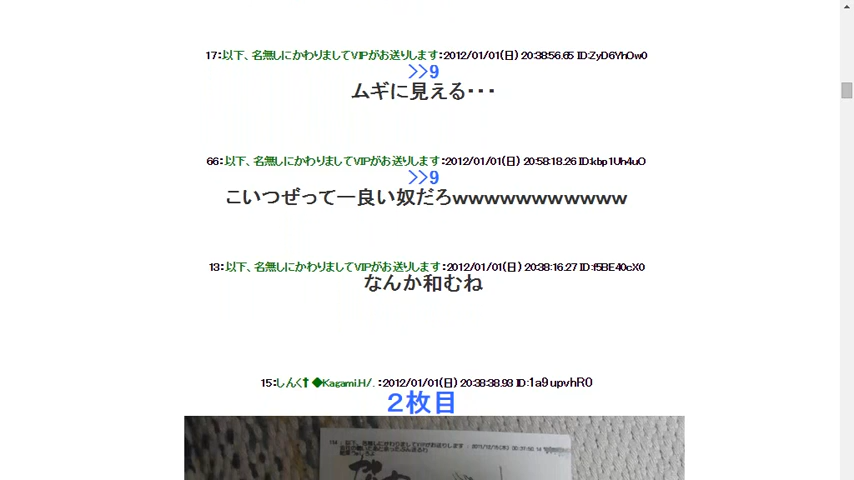 17:以下、名無しにかわりましてVIPがお送りします:2012/01/01(日) 20:38:56.65 ID:ZyD6YhOw0
>>9
ムギに見える・・・
66:以下、名無しにかわりましてVIPがお送りします:2012/01/01(日) 20:58:18.26 ID:kbp1Uh4uO
>>9
こいつぜって一良い奴だろwwwwwwwwwww
13:以下、名無しにかわりましてVIPがお送りします:2012/01/01(日) 20:38:16.27 ID:f5BE40cX0
なんか和むね
15:しんく↑◆Kagami.H/. :2012/01/01(日) 20:38:38.93 ID:1a9upvhR0
２枚目